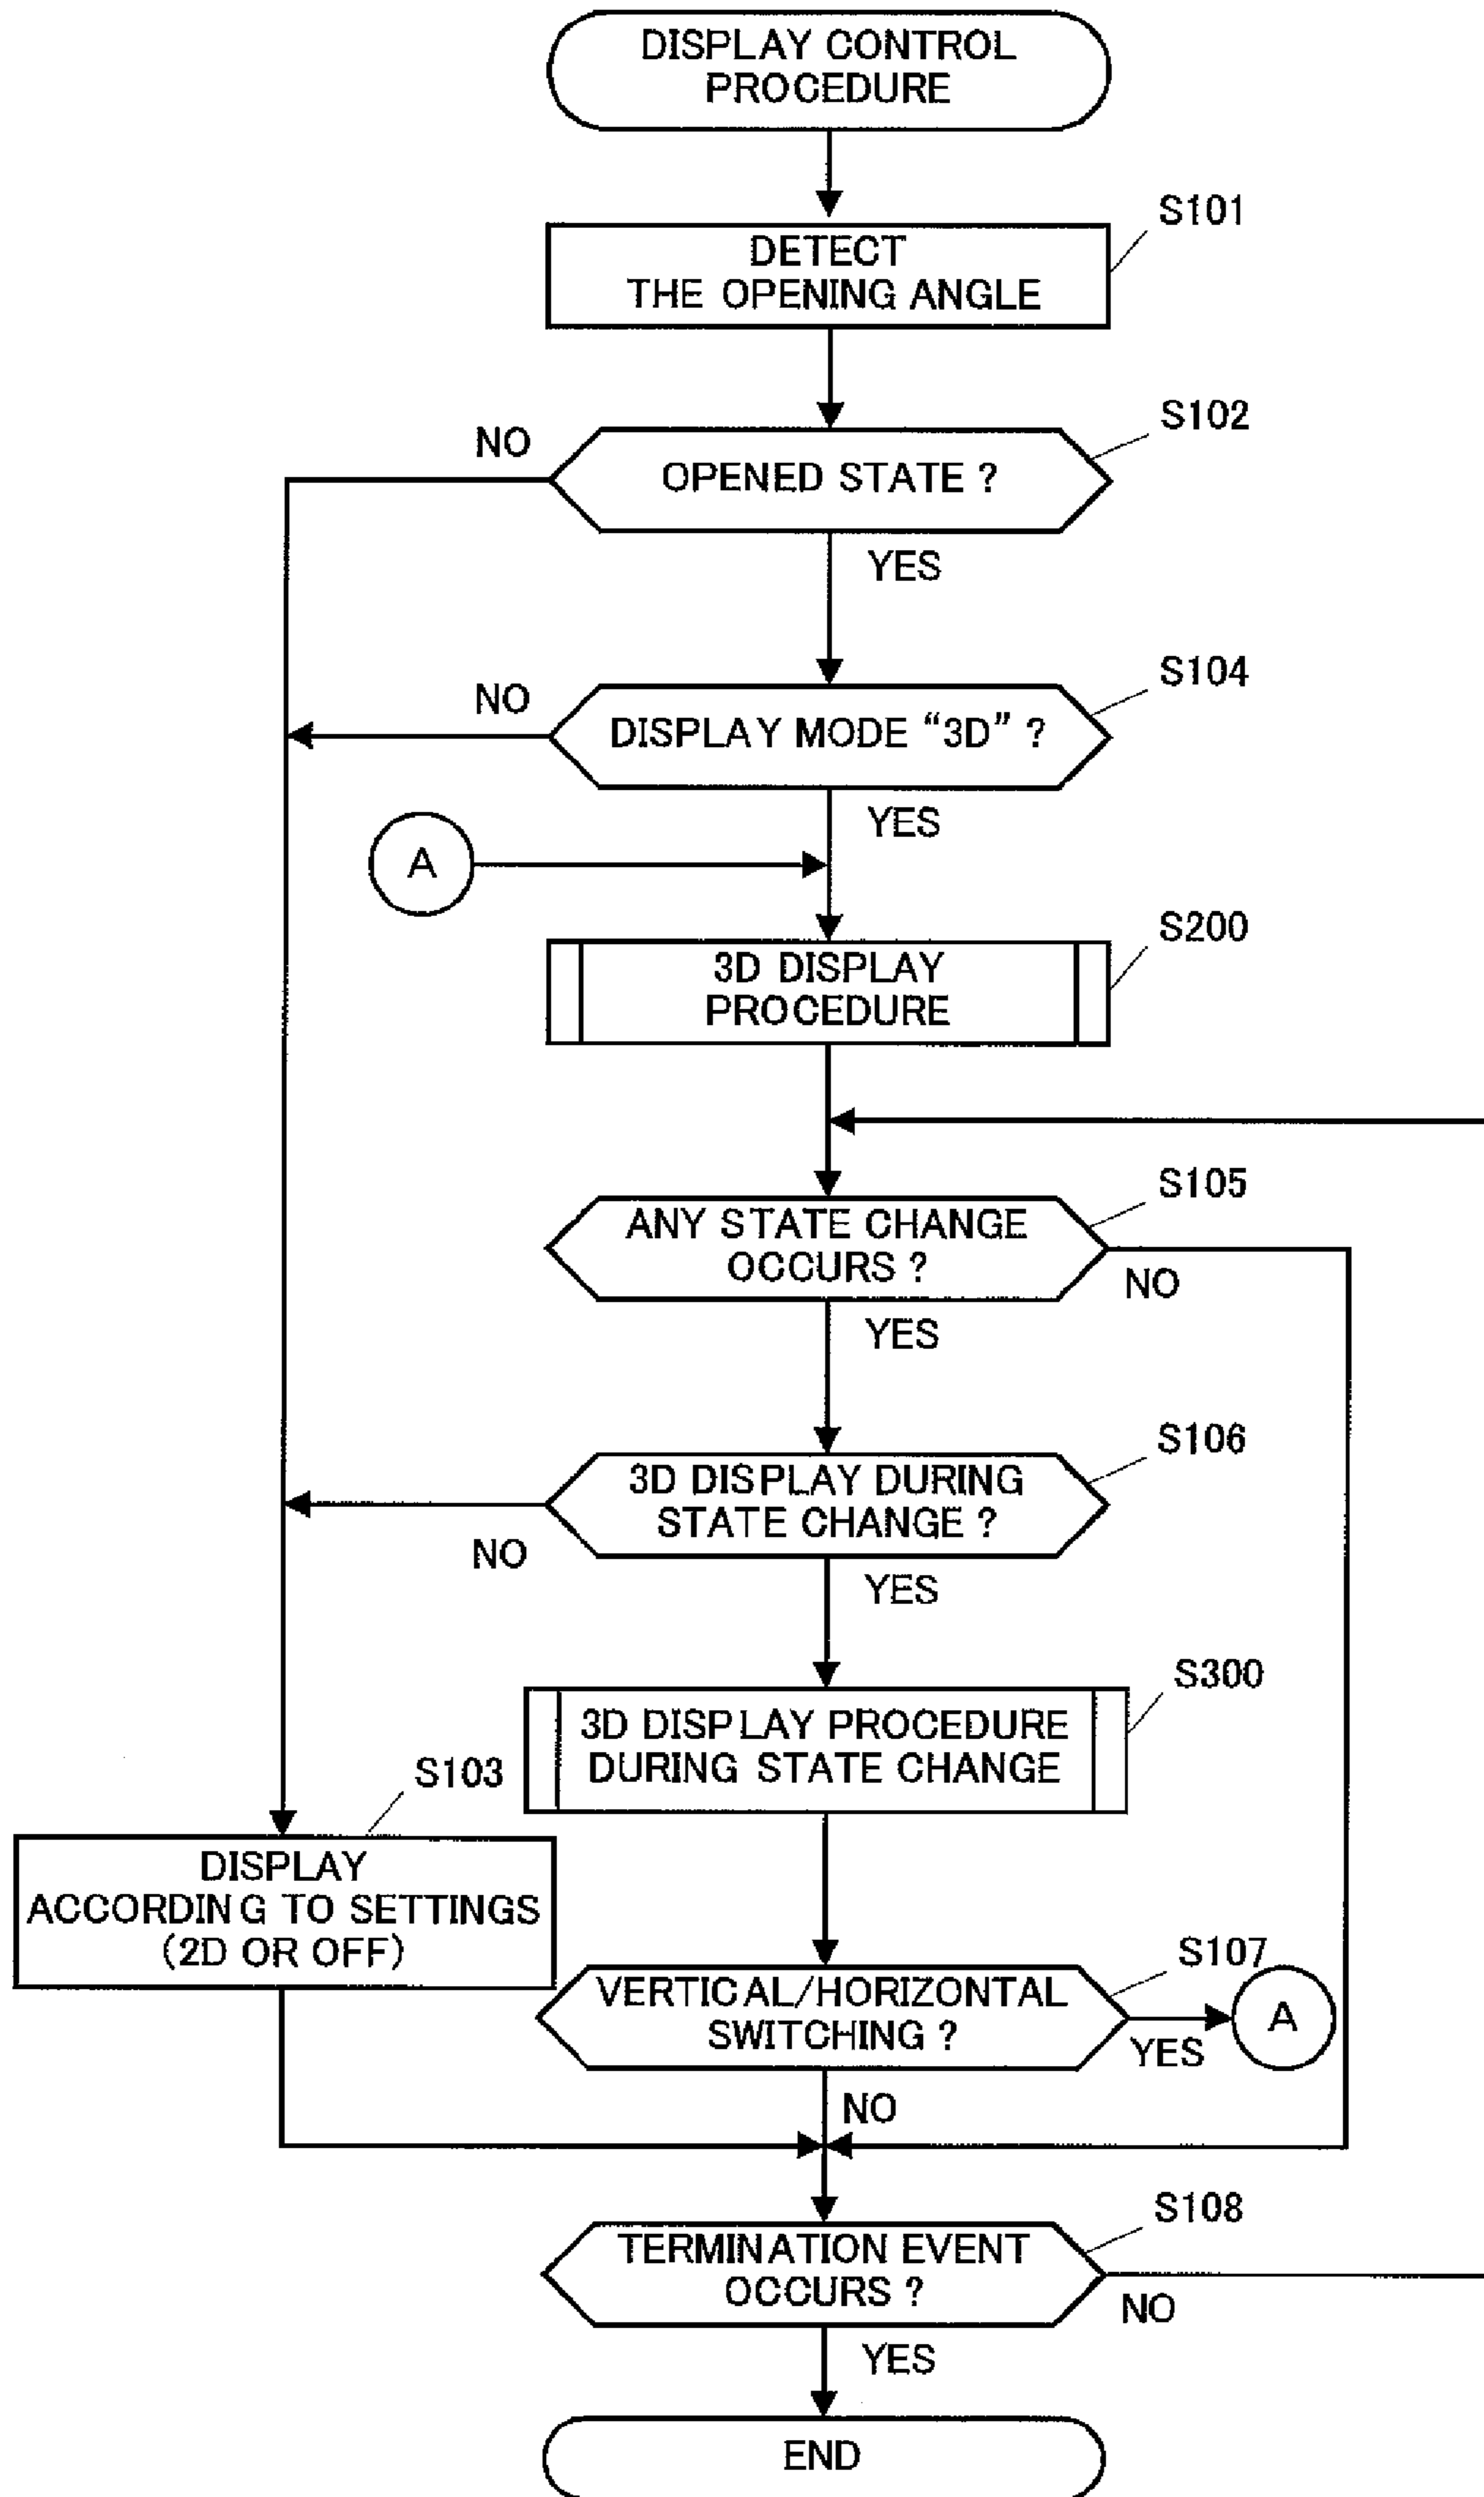 DISPLAY CONTROL
PROCEDURE
S101
DETECT
THE OPENING ANGLE
S102
NO
OPENED STATE ?
YES
S104
NO
DISPLAY MODE “3D” ?
YES
A
S200
3D DISPLAY
PROCEDURE
S105
ANY STATE CHANGE
OCCURS ?
NO
YES
S106
3D DISPLAY DURING
STATE CHANGE ?
NO
YES
S300
3D DISPLAY PROCEDURE
DURING STATE CHANGE
S103
DISPLAY
ACCORDING TO SETTINGS
(2D OR OFF)
S107
VERTICAL/HORIZONTAL
SWITCHING ?
A
YES
NO
S108
TERMINATION EVENT
OCCURS ?
NO
YES
END